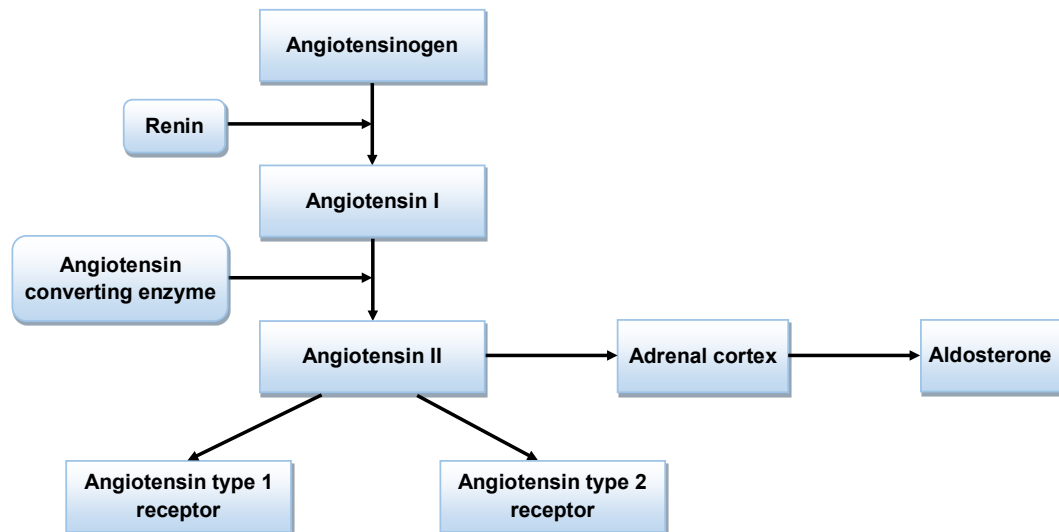 Angiotensinogen
Renin
Angiotensin I
Angiotensin
converting enzyme
Angiotensin II
Adrenal cortex
Aldosterone
Angiotensin type 1
receptor
Angiotensin type 2
receptor